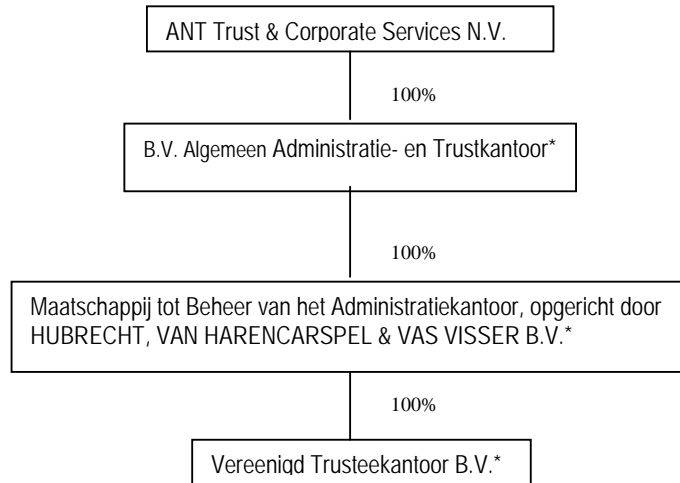 ANT Trust & Corporate Services N.V.
100%
B.V. Algemeen Administratie- en Trustkantoor*
100%
Maatschappij tot Beheer van het Administratiekantoor, opgericht door
HUBRECHT, VAN HARENCARSPEL & VAS VISSER B.V.*
100%
Vereenigd Trusteekantoor B.V.*